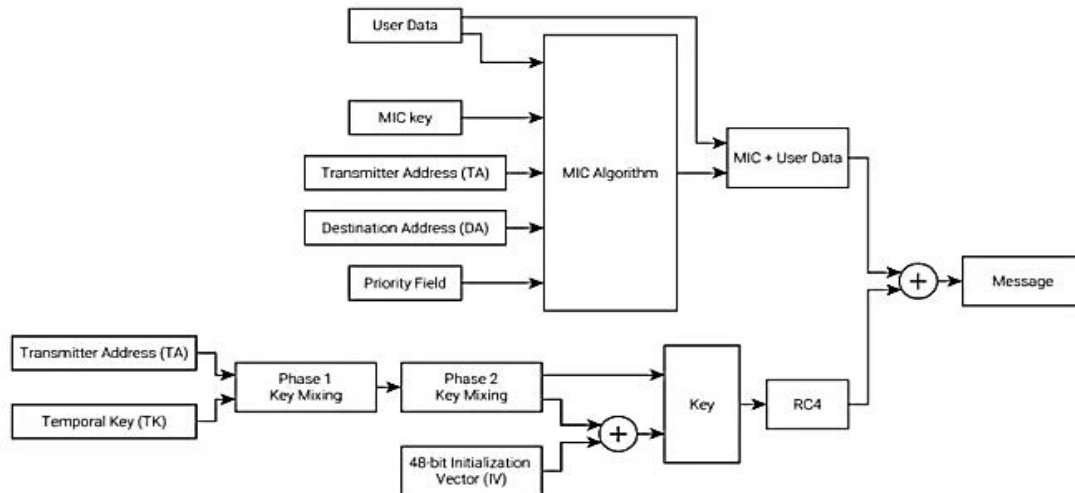 User Data
MIC key
Transmitter Address (TA)
MIC Algorithm
MIC + User Data
Destination Address (DA)
Priority Field
Message
Transmitter Address (TA)
Phase 1
Key Mixing
Phase 2
Key Mixing
Key
RC4
Temporal Key (TK)
+
+
48-bit Initialization
Vector (IV)